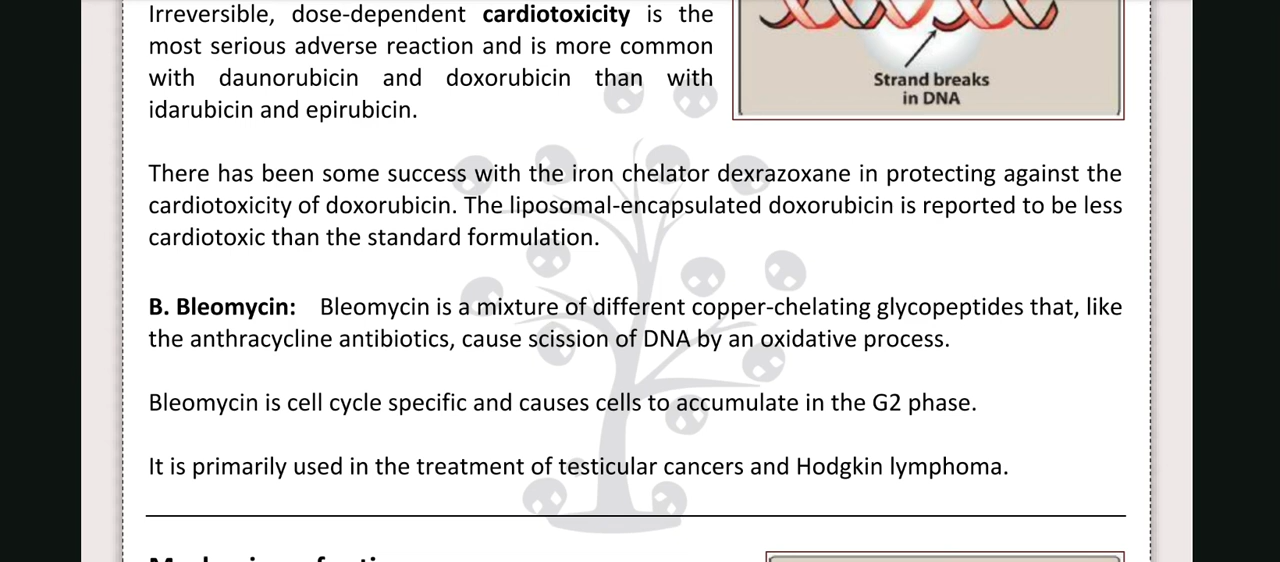 Irreversible, dose-dependent cardiotoxicity is the
most serious adverse reaction and is more common
with daunorubicin and doxorubicin than with
idarubicin and epirubicin.
Strand breaks
in DNA
There has been some success with the iron chelator dexrazoxane in protecting against the
cardiotoxicity of doxorubicin. The liposomal-encapsulated doxorubicin is reported to be less
cardiotoxic than the standard formulation.
B. Bleomycin: Bleomycin is a mixture of different copper-chelating glycopeptides that, like
the anthracycline antibiotics, cause scission of DNA by an oxidative process.
Bleomycin is cell cycle specific and causes cells to accumulate in the G2 phase.
It is primarily used in the treatment of testicular cancers and Hodgkin lymphoma.